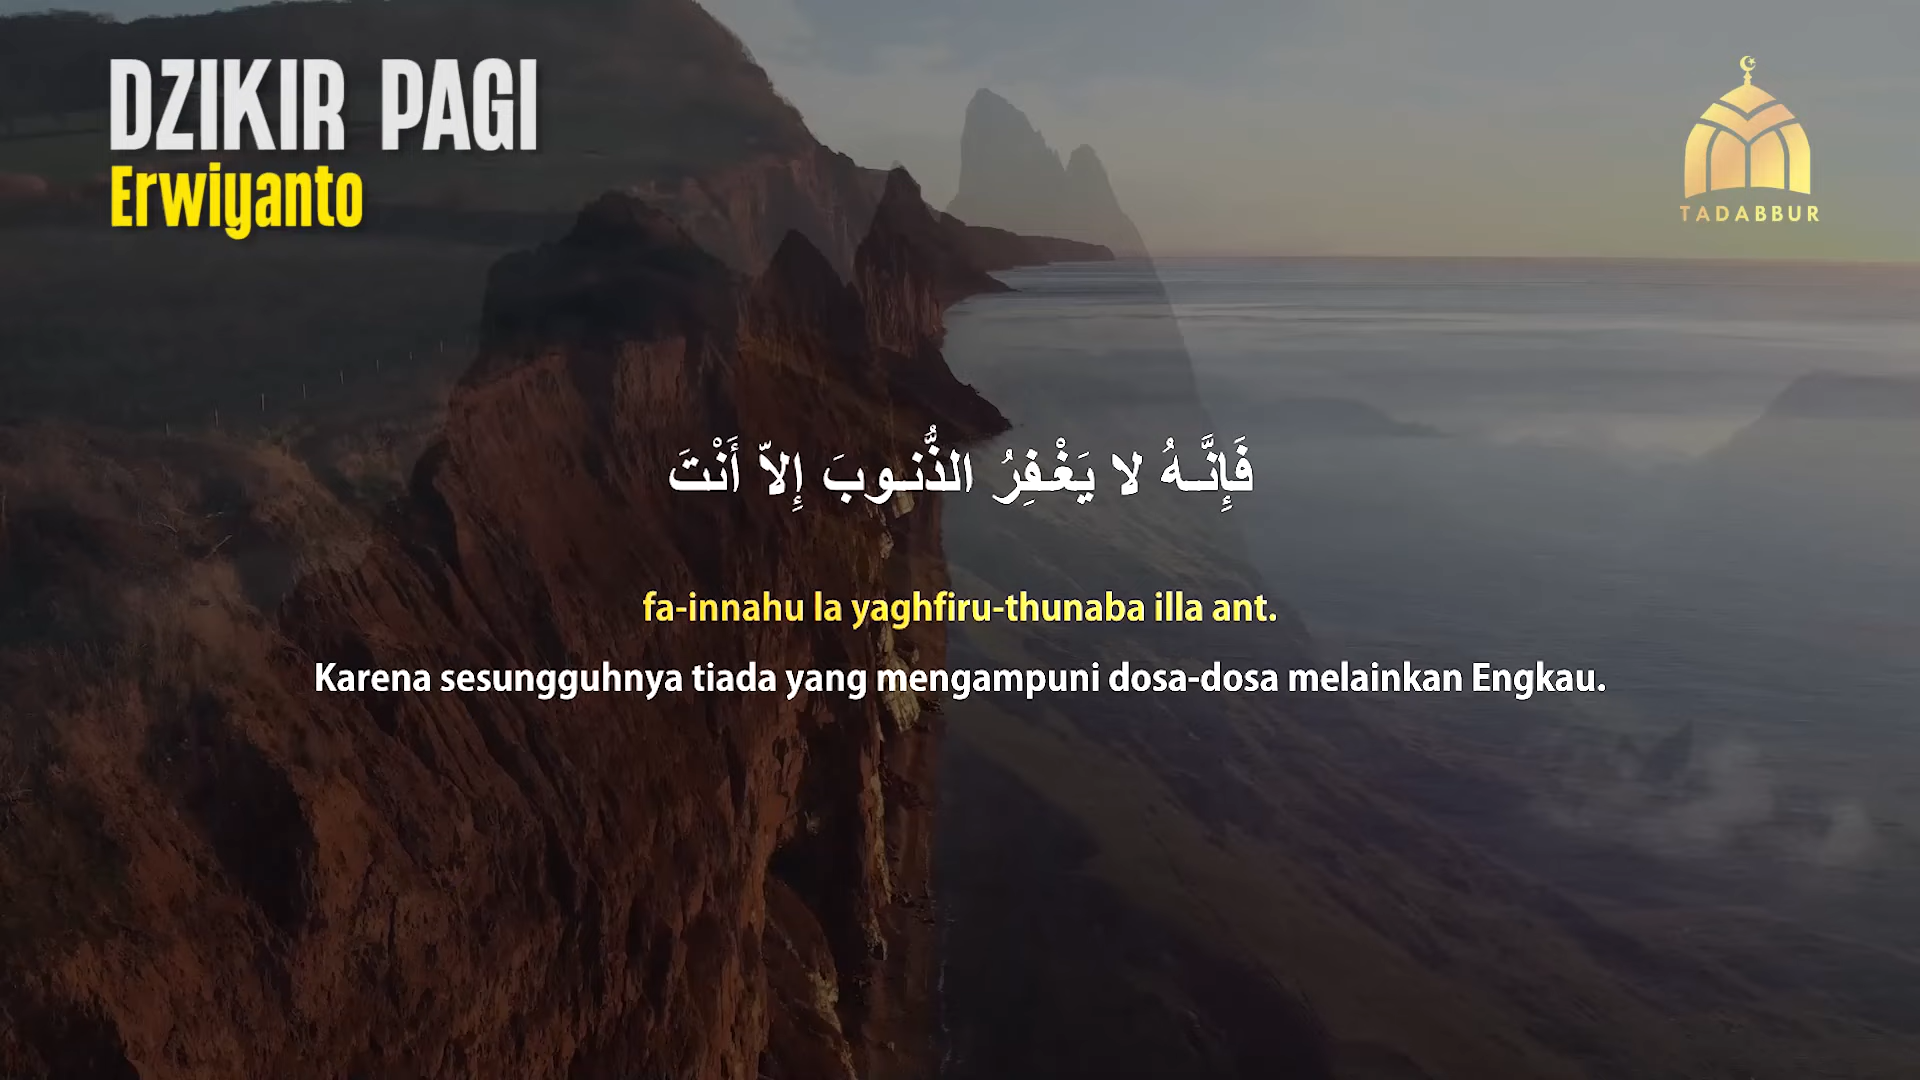 DZIKIR PAGI
Erwiyanto
TADABBUR
فَإِنَّـهُ لا يَغْـفِرُ الذُّنـوبَ إِلاّ أَنْتَ
fa-innahu la yaghfiru-thunaba illa ant.
Karena sesungguhnya tiada yang mengampuni dosa-dosa melainkan Engkau.